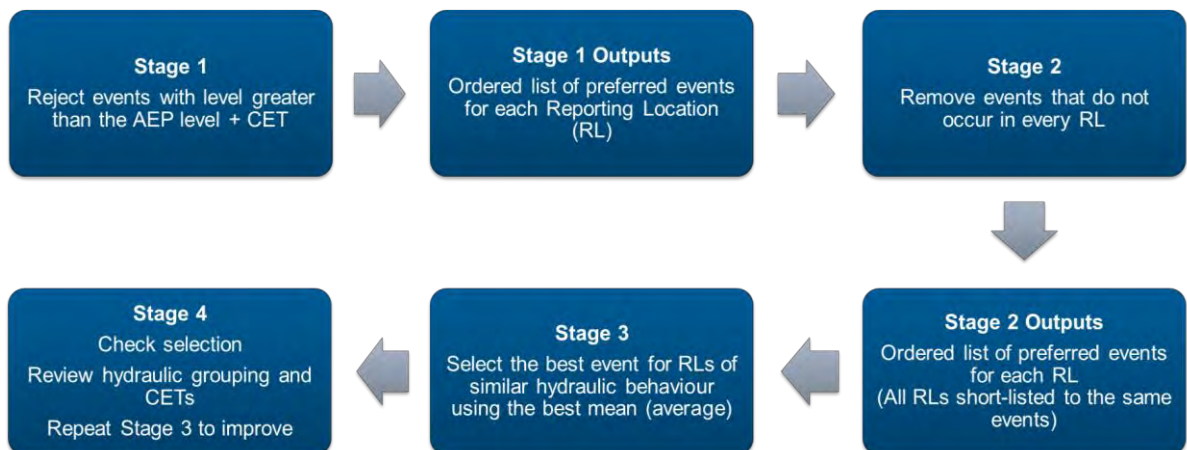 Stage 1
Reject events with level greater
than the AEP level + CET
Stage 1 Outputs
Ordered list of preferred events
for each Reporting Location
(RL)
Stage 2
Remove events that do not
occur in every RL
Stage 2 Outputs
Ordered list of preferred events
for each RL
(All RLs short-listed to the same
events)
Stage 3
Select the best event for RLs of
similar hydraulic behaviour
using the best mean (average)
Stage 4
Check selection
Review hydraulic grouping and
CETs
Repeat Stage 3 to improve